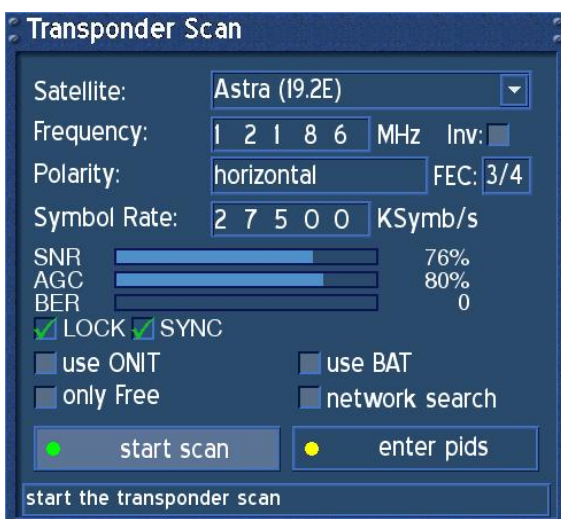 Transponder Scan
Satellite: Astra (19.2E)
Frequency: 1 2 1 8 6 MHz Inv:
Polarity: horizontal FEC: 3/4
Symbol Rate: 2 7 5 0 0 KSymb/s
SNR 76%
AGC 80%
BER 0
LOCK SYNC
use ONIT use BAT
only Free network search
start scan enter pids
start the transponder scan